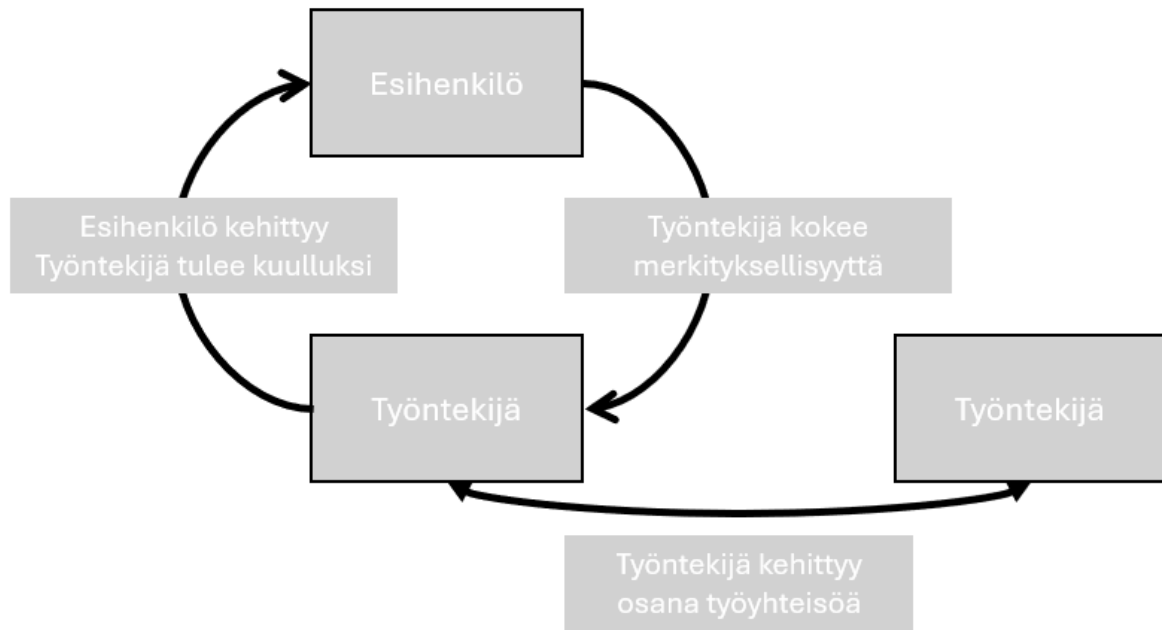 Esihenkilö
Esihenkilö kehittyy
Työntekijä tulee kuulluksi
Työntekijä kokee
merkityksellisyyttä
Työntekijä
Työntekijä
Työntekijä kehittyy
osana työyhteisöä